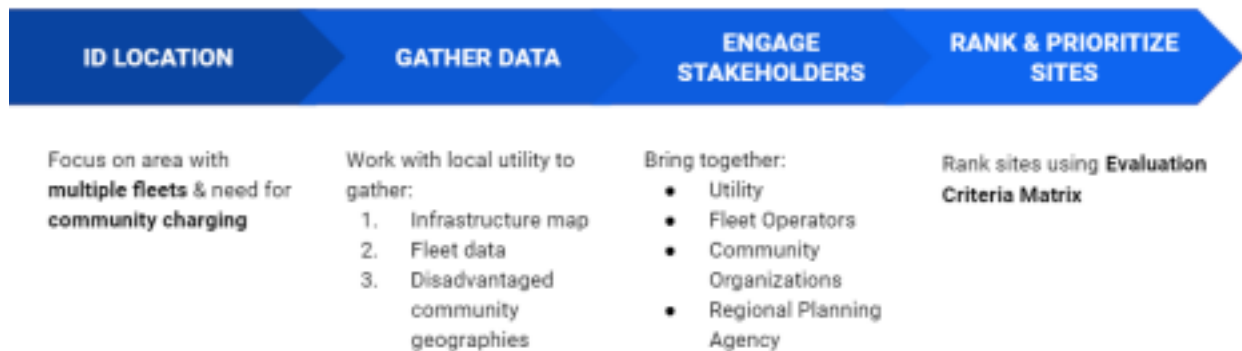 ID LOCATION
GATHER DATA
ENGAGE
STAKEHOLDERS
RANK & PRIORITIZE
SITES
Focus on area with
multiple fleets & need for
community charging
Work with local utility to
gather:
1. Infrastructure map
2. Fleet data
3. Disadvantaged
community
geographies
Bring together:
● Utility
● Fleet Operators
● Community
Organizations
● Regional Planning
Agency
Rank sites using Evaluation
Criteria Matrix